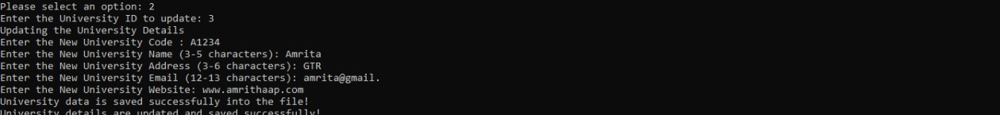 Please select an option: 2
Enter the University ID to update: 3
Updating the University Details
Enter the New University Code : A1234
Enter the New University Name (3-5 characters): Amrita
Enter the New University Address (3-6 characters): GTR
Enter the New University Email (12-13 characters): amrita@gmail.
Enter the New University Website: www.amrithaap.com
University data is saved successfully into the file!
University details are updated and saved successfully!